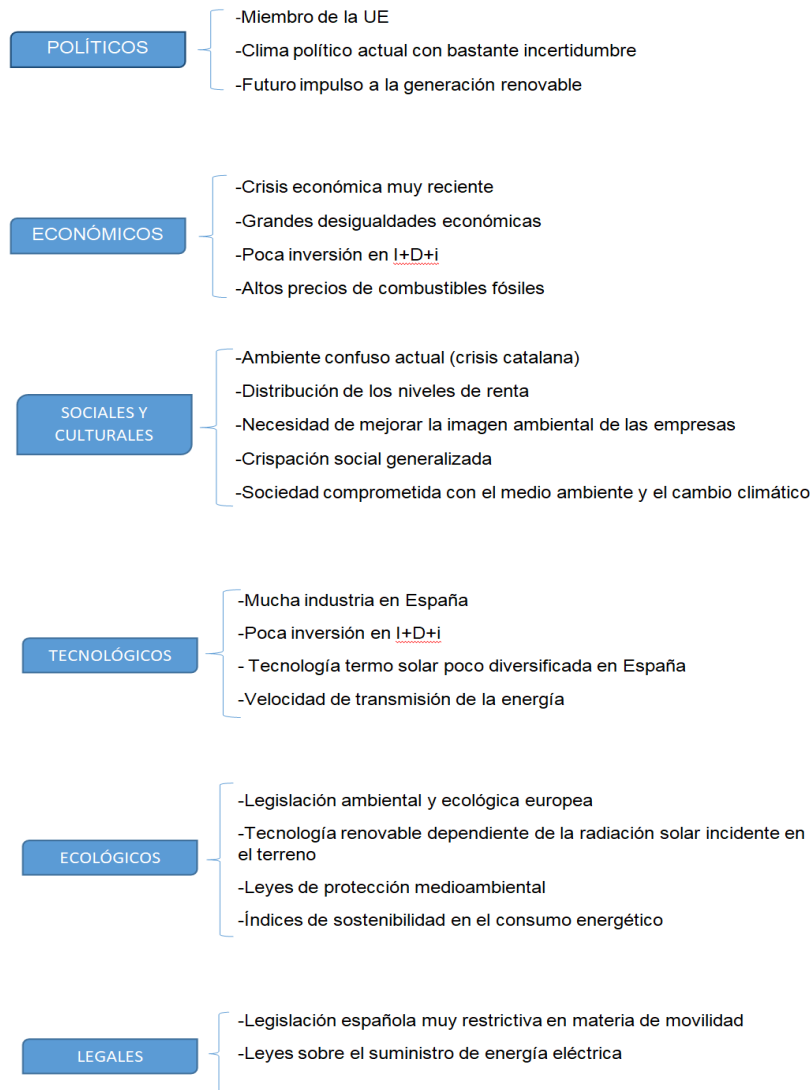 POLÍTICOS
-Miembro de la UE
-Clima político actual con bastante incertidumbre
-Futuro impulso a la generación renovable
ECONÓMICOS
-Crisis económica muy reciente
-Grandes desigualdades económicas
-Poca inversión en I+D+i
-Altos precios de combustibles fósiles
SOCIALES Y
CULTURALES
-Ambiente confuso actual (crisis catalana)
-Distribución de los niveles de renta
-Necesidad de mejorar la imagen ambiental de las empresas
-Crispación social generalizada
-Sociedad comprometida con el medio ambiente y el cambio climático
TECNOLÓGICOS
-Mucha industria en España
-Poca inversión en I+D+i
- Tecnología termo solar poco diversificada en España
-Velocidad de transmisión de la energía
ECOLÓGICOS
-Legislación ambiental y ecológica europea
-Tecnología renovable dependiente de la radiación solar incidente en
el terreno
-Leyes de protección medioambiental
-Índices de sostenibilidad en el consumo energético
LEGALES
-Legislación española muy restrictiva en materia de movilidad
-Leyes sobre el suministro de energía eléctrica